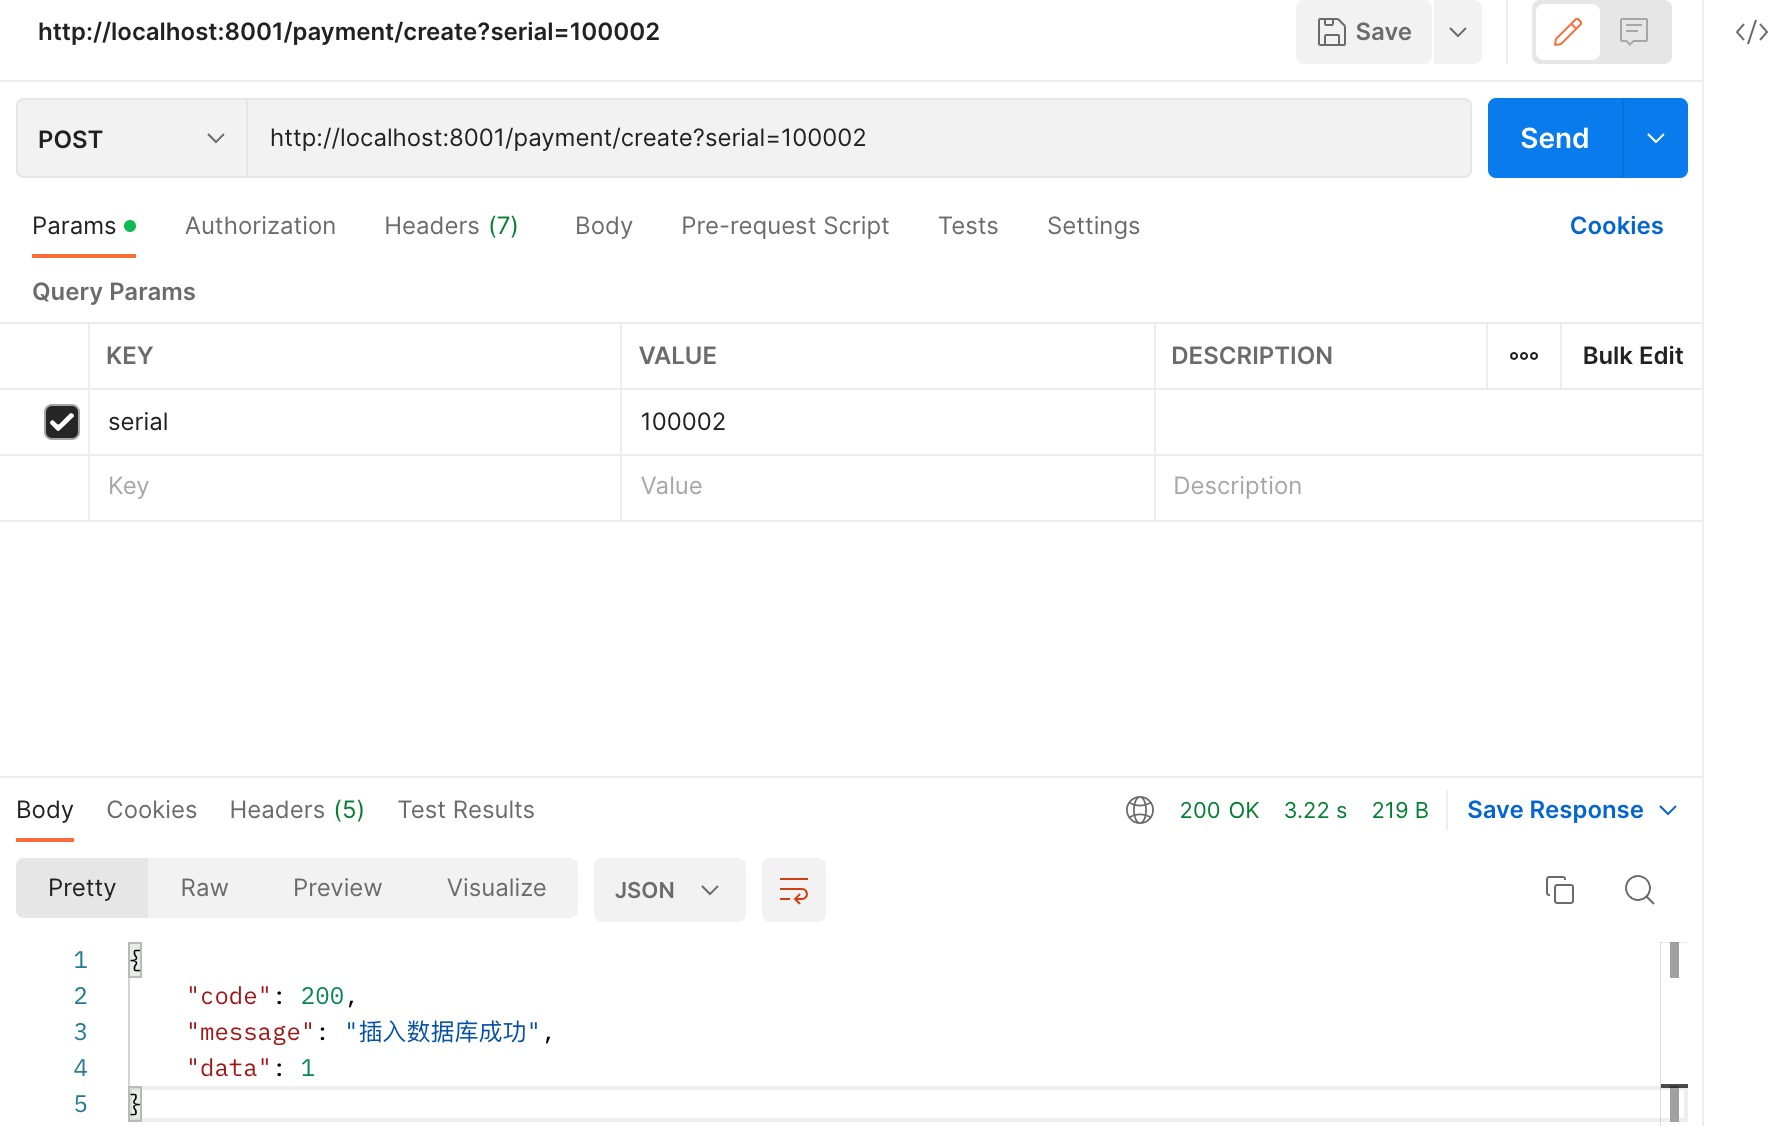 http://localhost:8001/payment/create?serial=100002
Save
POST
http://localhost:8001/payment/create?serial=100002
Send
Params
Authorization
Headers (7)
Body
Pre-request Script
Tests
Settings
Cookies
Query Params
KEY
VALUE
DESCRIPTION
Bulk Edit
serial
100002
Key
Value
Description
Body
Cookies
Headers (5)
Test Results
200 OK
3.22 s
219 B
Save Response
Pretty
Raw
Preview
Visualize
JSON
1 {
2 "code": 200,
3 "message": "插入数据库成功",
4 "data": 1
5 }